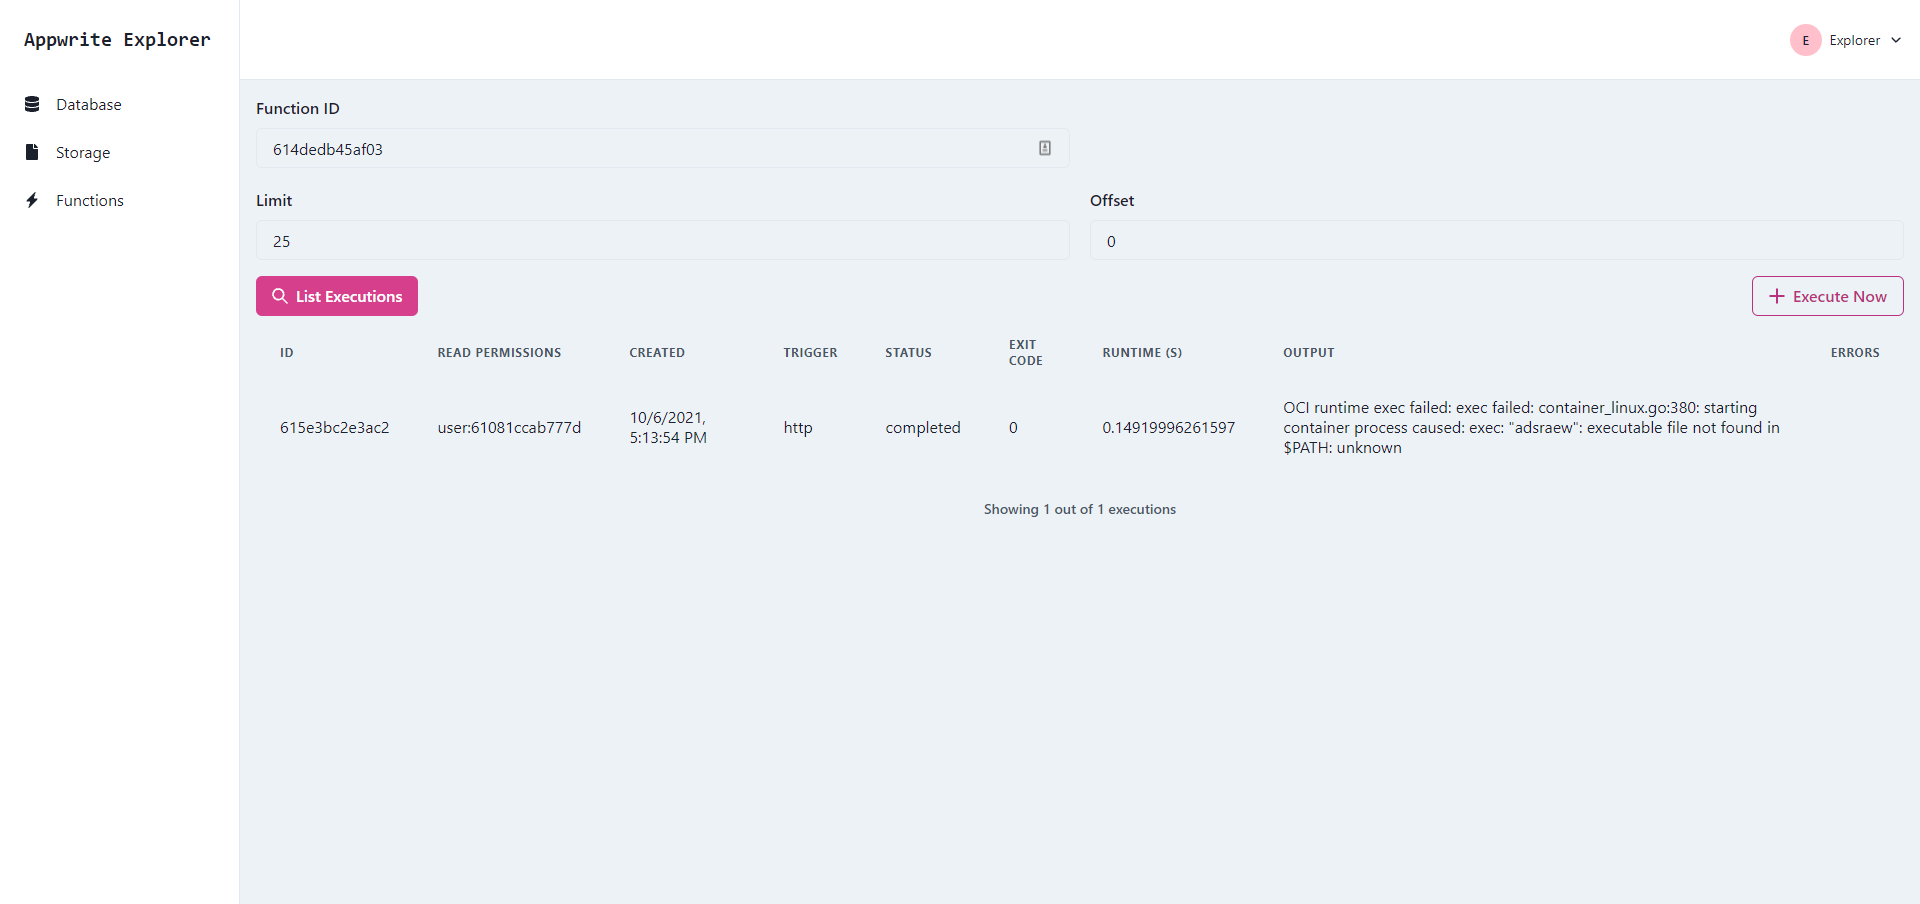 Appwrite Explorer
E Explorer
Database
Storage
Functions
Function ID
614dedb45af03
Limit
Offset
25
0
List Executions
Execute Now
ID READ PERMISSIONS CREATED TRIGGER STATUS EXIT CODE RUNTIME (S) OUTPUT ERRORS
615e3bc2e3ac2
user:61081ccab777d
10/6/2021,
5:13:54 PM
http
completed
0
0.14919996261597
OCI runtime exec failed: exec failed: container_linux.go:380: starting
container process caused: exec: "adsraew": executable file not found in
$PATH: unknown
Showing 1 out of 1 executions